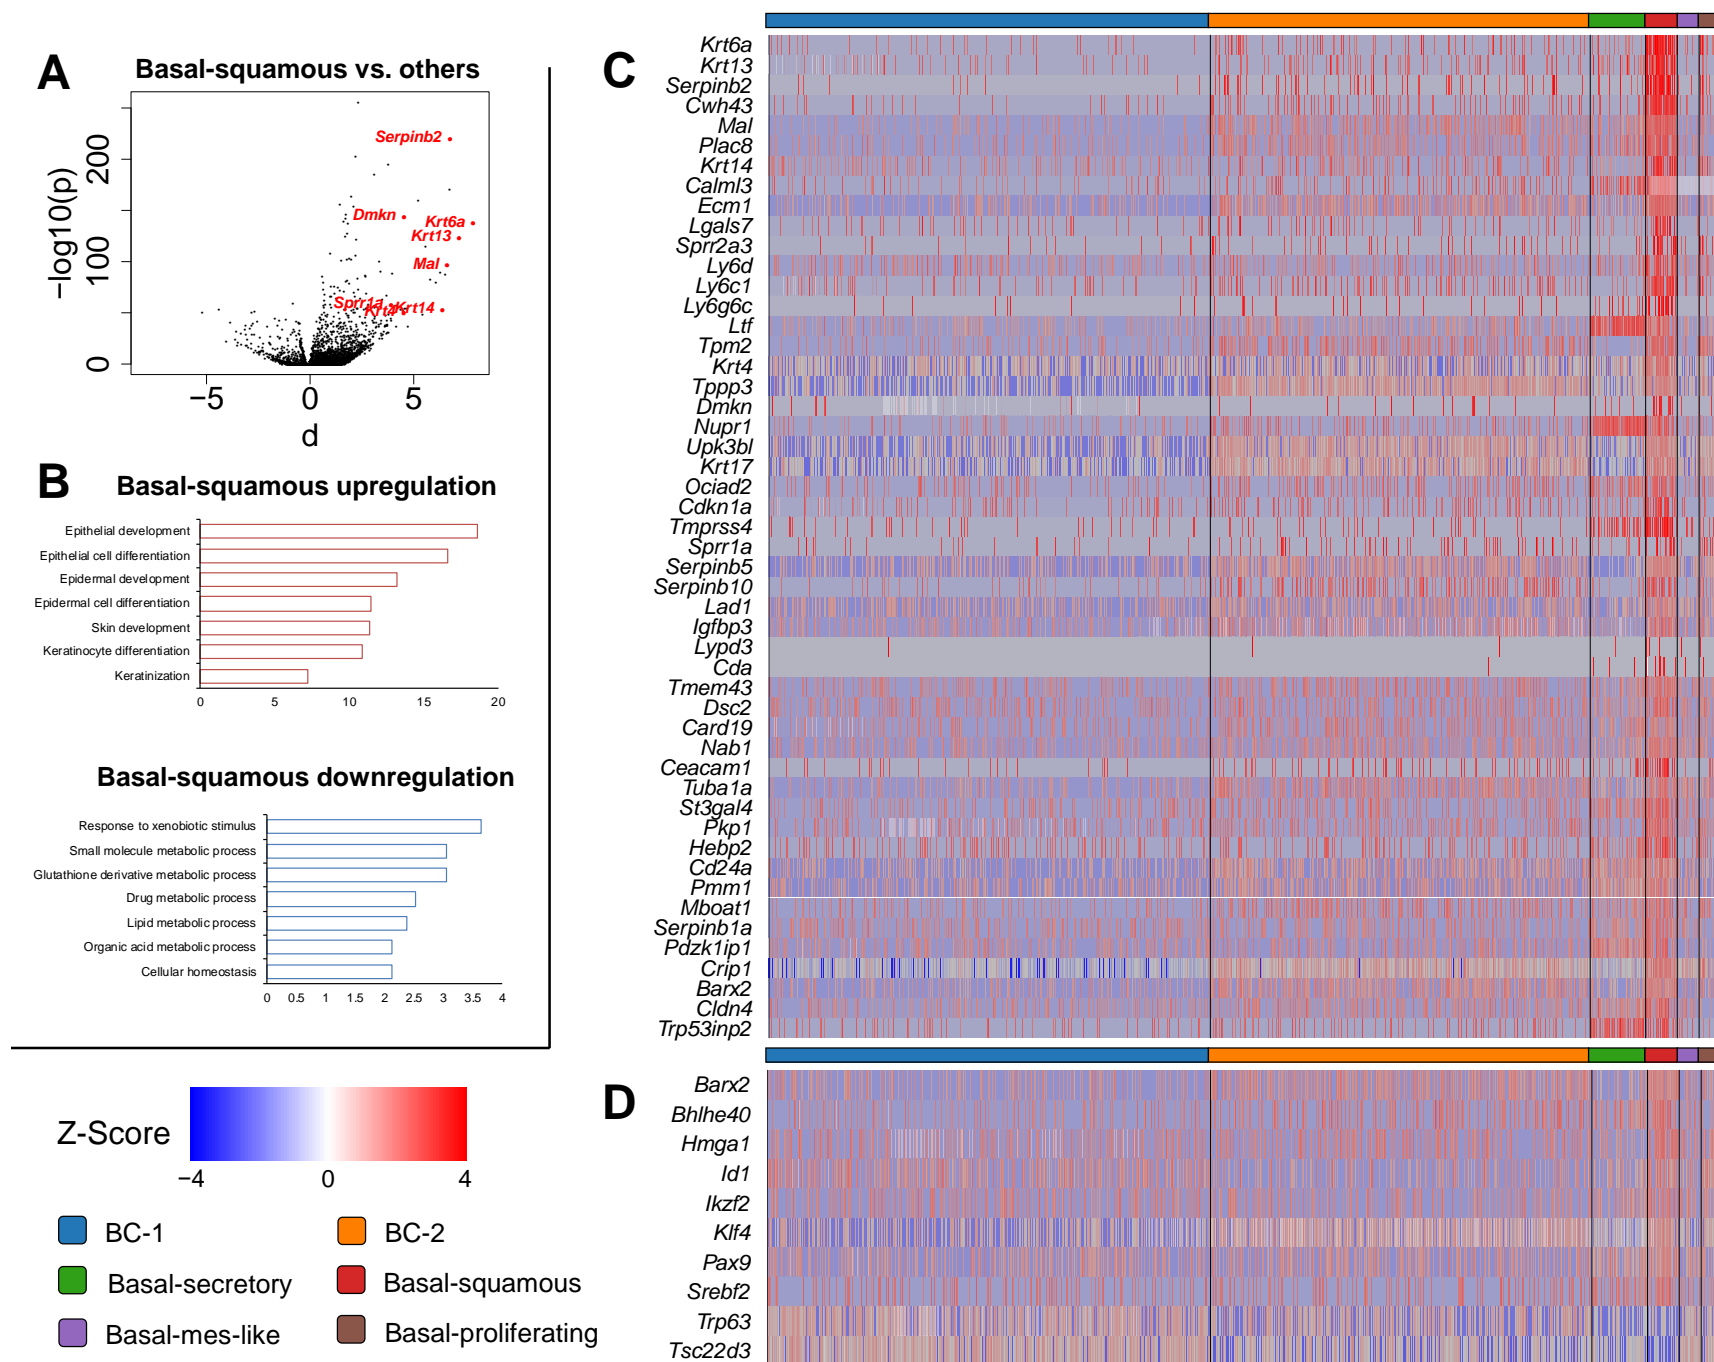 A
Basal-squamous vs. others
−log10(p)
200
100
0
Serpinb2
Dmkn
Krt6a
Krt13
Mal
Sprr1a
Krt4
Krt14
−5
0
5
d
B
Basal-squamous upregulation
Epithelial development
Epithelial cell differentiation
Epidermal development
Epidermal cell differentiation
Skin development
Keratinocyte differentiation
Keratinization
0 5 10 15 20
Basal-squamous downregulation
Response to xenobiotic stimulus
Small molecule metabolic process
Glutathione derivative metabolic process
Drug metabolic process
Lipid metabolic process
Organic acid metabolic process
Cellular homeostasis
0 0.5 1 1.5 2 2.5 3 3.5 4
Z-Score
−4 0 4
BC-1
BC-2
Basal-secretory
Basal-squamous
Basal-mes-like
Basal-proliferating
C
Krt6a
Krt13
Serpinb2
Cwh43
Mal
Plac8
Krt14
Calml3
Ecm1
Lgals7
Sprr2a3
Ly6d
Ly6c1
Ly6g6c
Ltf
Tpm2
Krt4
Tppp3
Dmkn
Nupr1
Upk3bl
Krt17
Ociad2
Cdkn1a
Tmprss4
Sprr1a
Serpinb5
Serpinb10
Lad1
Igfbp3
Lypd3
Cda
Tmem43
Dsc2
Card19
Nab1
Ceacam1
Tuba1a
St3gal4
Pkp1
Hebp2
Cd24a
Pmm1
Mboat1
Serpinb1a
Pdzk1ip1
Crip1
Barx2
Cldn4
Trp53inp2
D
Barx2
Bhlhe40
Hmga1
Id1
Ikzf2
Klf4
Pax9
Srebf2
Trp63
Tsc22d3